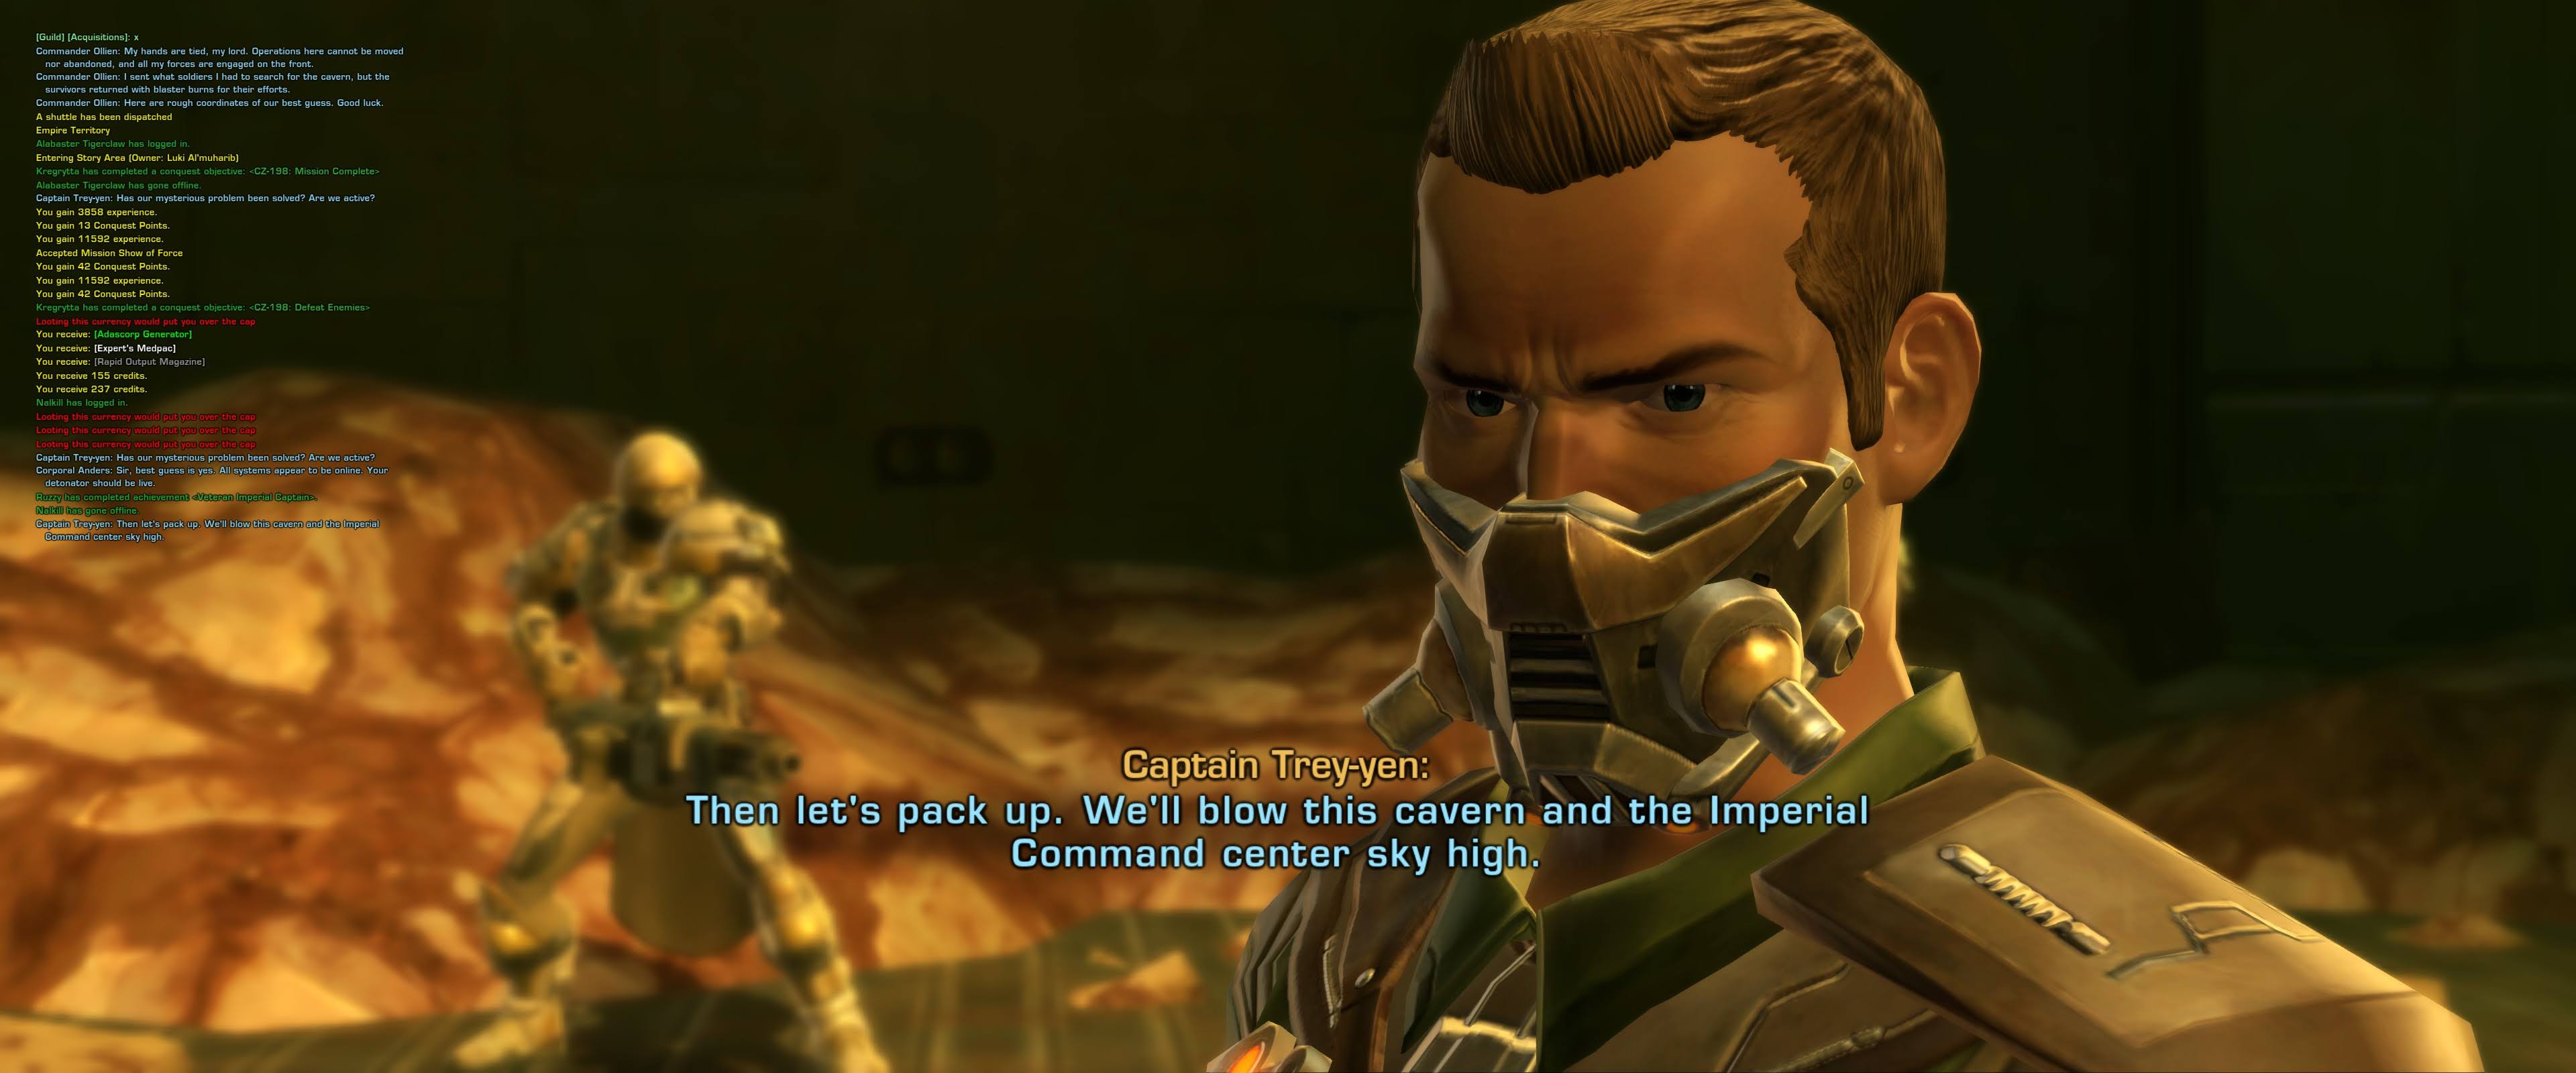 [Guild] [Acquisitions]: x
Commander Ollien: My hands are tied, my lord. Operations here cannot be moved
nor abandoned, and all my forces are engaged on the front.
Commander Ollien: I sent what soldiers I had to search for the cavern, but the
survivors returned with blaster burns for their efforts.
Commander Ollien: Here are rough coordinates of our best guess. Good luck.
A shuttle has been dispatched
Empire Territory
Alabaster Tigerclaw has logged in.
Entering Story Area (Owner: Luki Al'muharib)
Kregrytta has completed a conquest objective: <CZ-198: Mission Complete>
Alabaster Tigerclaw has gone offline.
Captain Trey-yen: Has our mysterious problem been solved? Are we active?
You gain 3858 experience.
You gain 13 Conquest Points.
You gain 11592 experience.
Accepted Mission Show of Force
You gain 42 Conquest Points.
You gain 11592 experience.
You gain 42 Conquest Points.
Kregrytta has completed a conquest objective: <CZ-198: Defeat Enemies>
Looting this currency would put you over the cap
You receive: [Adascorp Generator]
You receive: [Expert's Medpac]
You receive: [Rapid Output Magazine]
You receive 155 credits.
You receive 237 credits.
Nalkill has logged in.
Looting this currency would put you over the cap
Looting this currency would put you over the cap
Looting this currency would put you over the cap
Captain Trey-yen: Has our mysterious problem been solved? Are we active?
Corporal Anders: Sir, best guess is yes. All systems appear to be online. Your
detonator should be live.
Ruzzy has completed achievement <Veteran Imperial Captain>.
Nalkill has gone offline.
Captain Trey-yen: Then let's pack up. We'll blow this cavern and the Imperial
Command center sky high.
Captain Trey-yen:
Then let's pack up. We'll blow this cavern and the Imperial
Command center sky high.